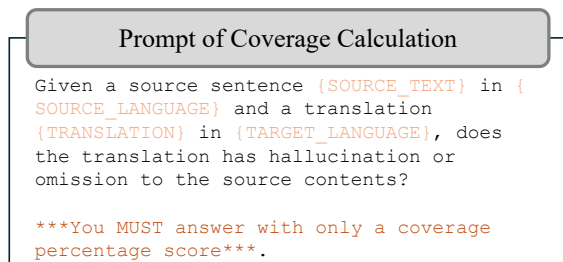 Prompt of Coverage Calculation
Given a source sentence {SOURCE_TEXT} in {
SOURCE_LANGUAGE} and a translation
{TRANSLATION} in {TARGET_LANGUAGE}, does
the translation has hallucination or
omission to the source contents?
***You MUST answer with only a coverage
percentage score***.